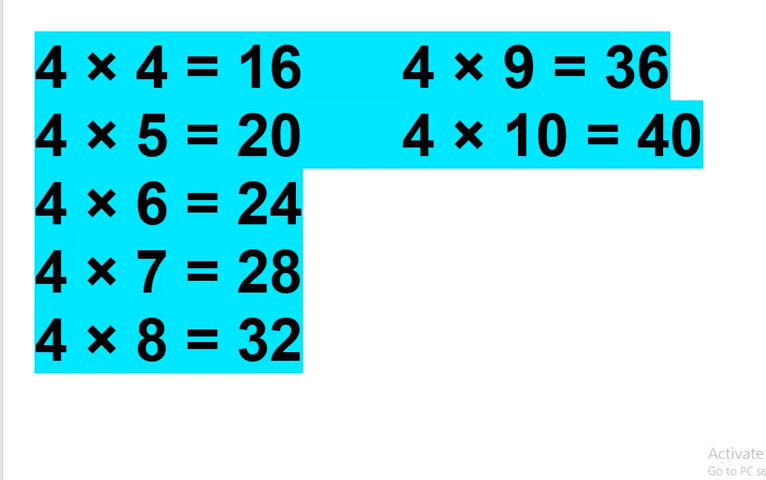 4 × 4 = 16 4 × 9 = 36
4 × 5 = 20 4 × 10 = 40
4 × 6 = 24
4 × 7 = 28
4 × 8 = 32
Activate
Go to PC se